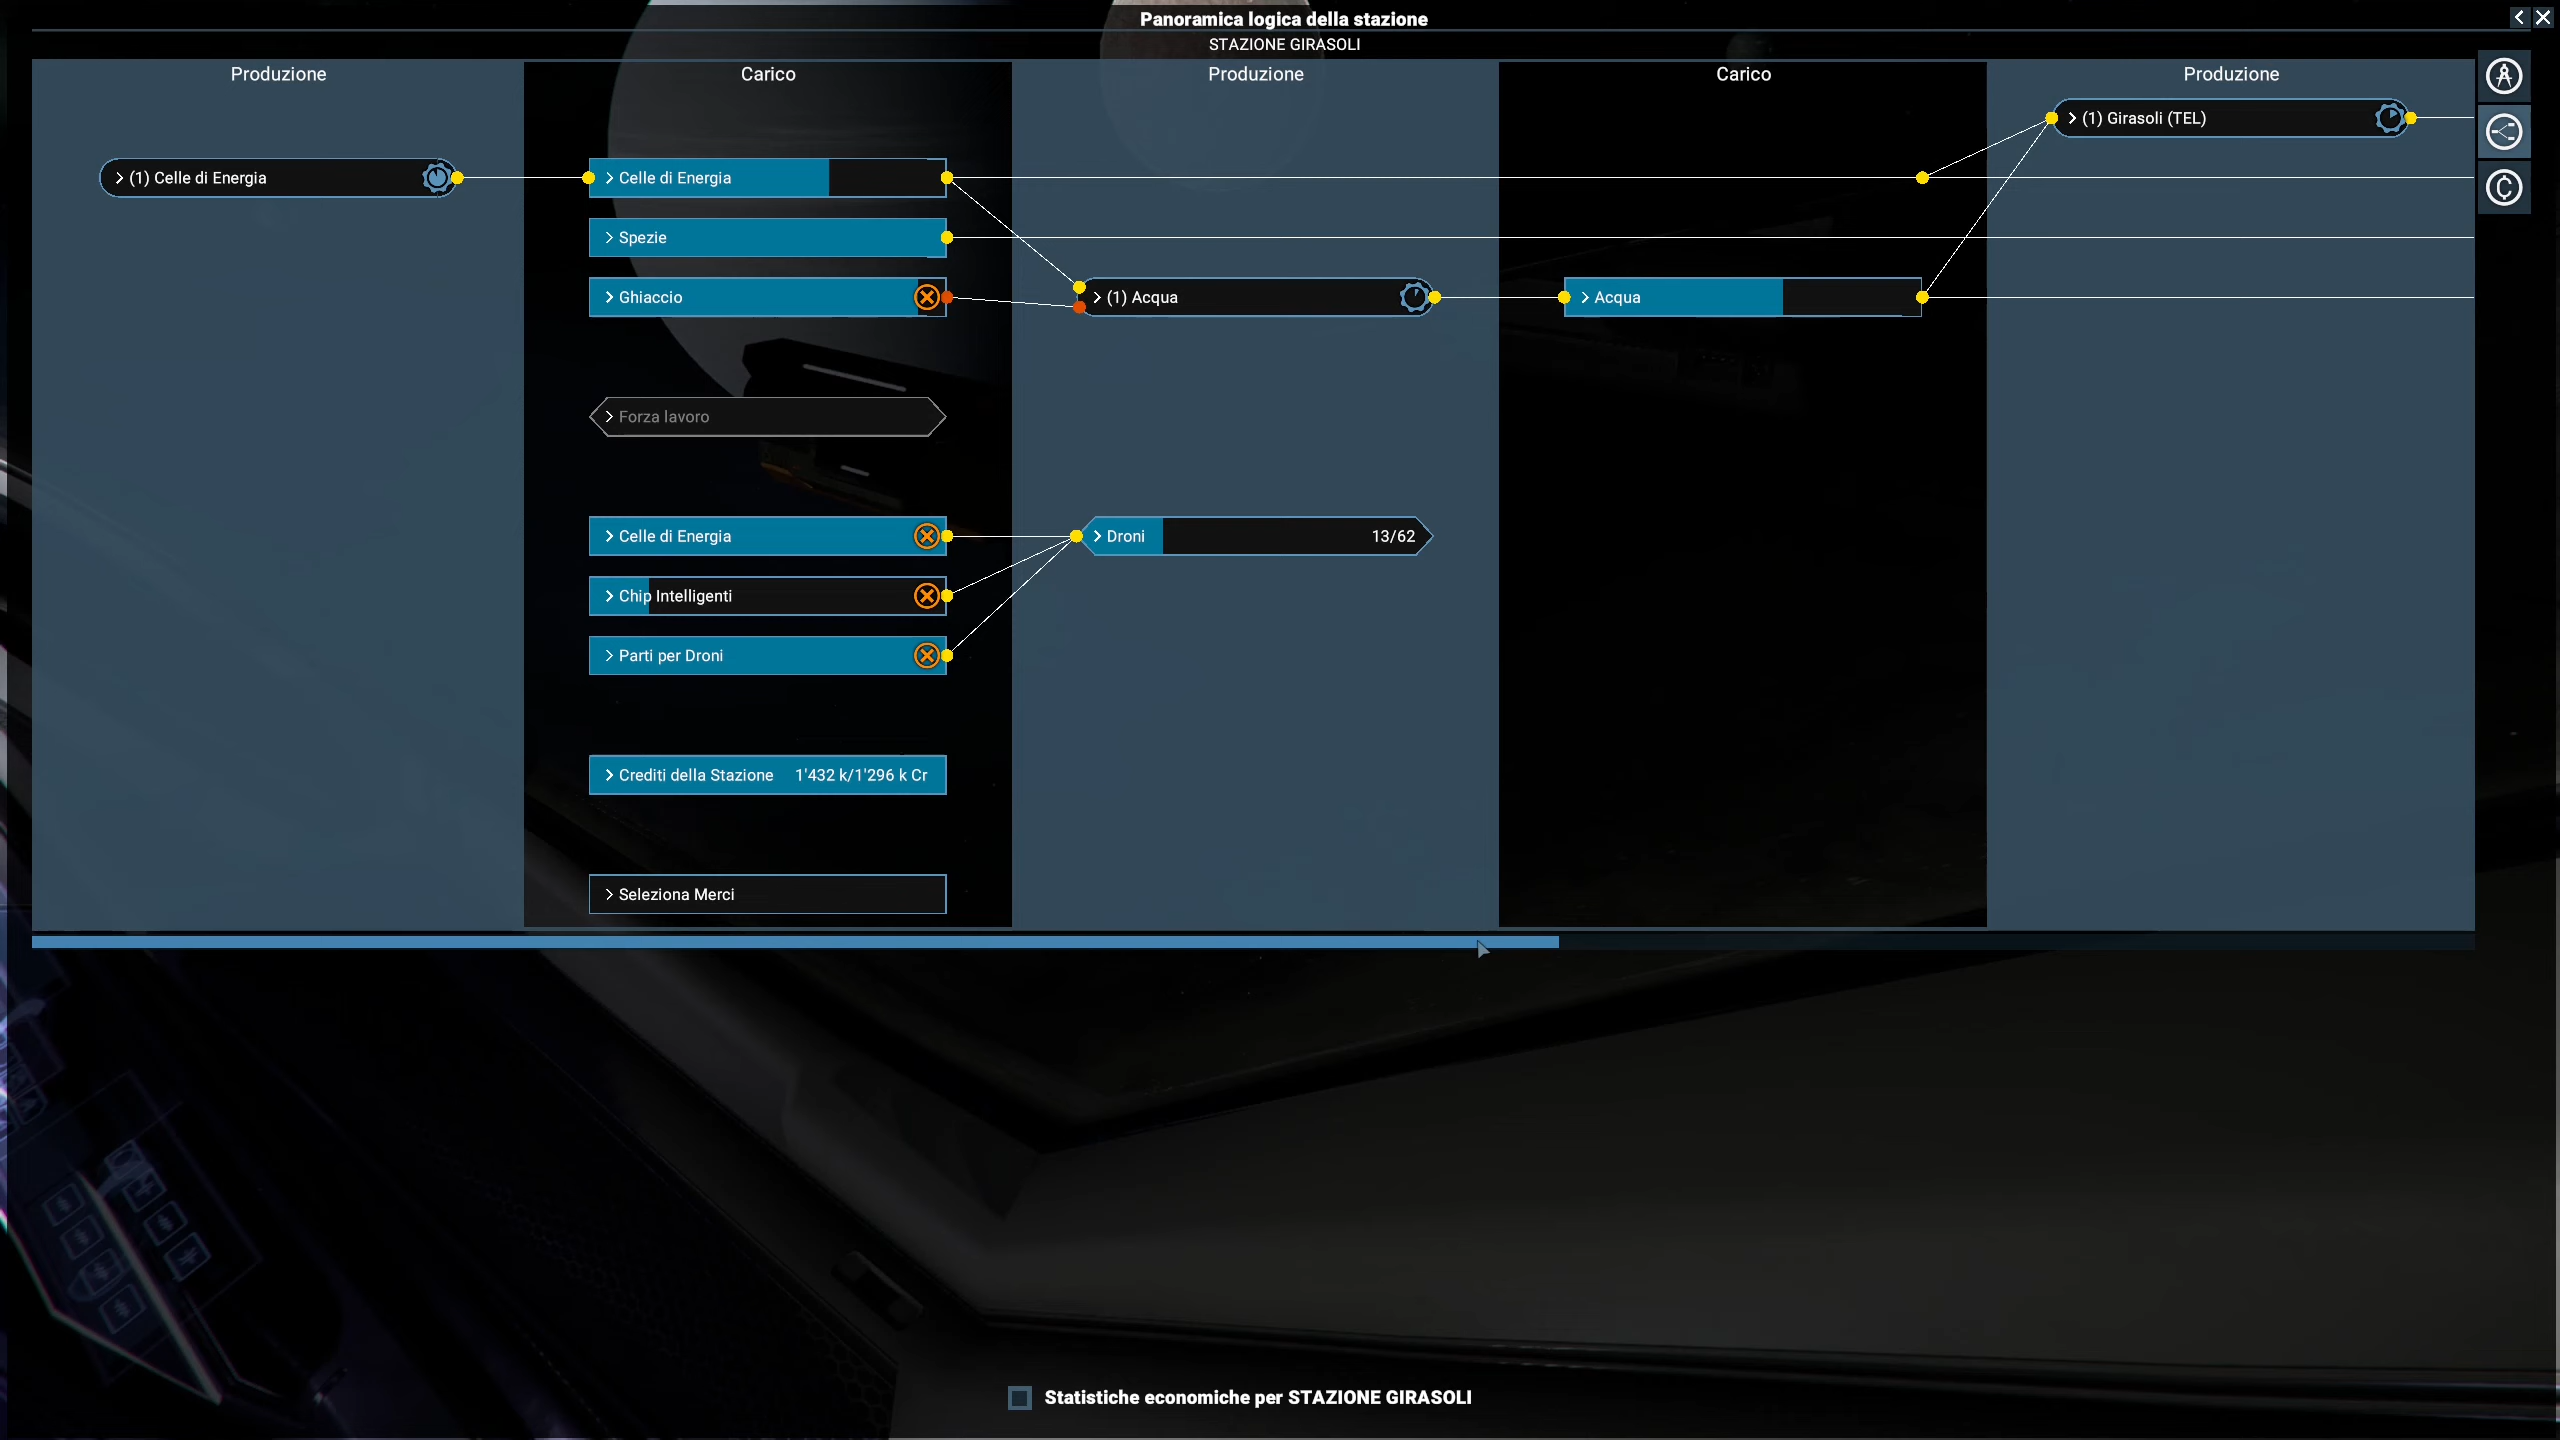 Panoramica logica della stazione
STAZIONE GIRASOLI
Produzione
Carico
Produzione
Carico
Produzione
(1) Girasoli (TEL)
(1) Celle di Energia
Celle di Energia
Spezie
Ghiaccio
(1) Acqua
Acqua
Forza lavoro
Celle di Energia
Droni 13/62
Chip Intelligenti
Parti per Droni
Crediti della Stazione 1'432 k/1'296 k Cr
Seleziona Merci
Statistiche economiche per STAZIONE GIRASOLI